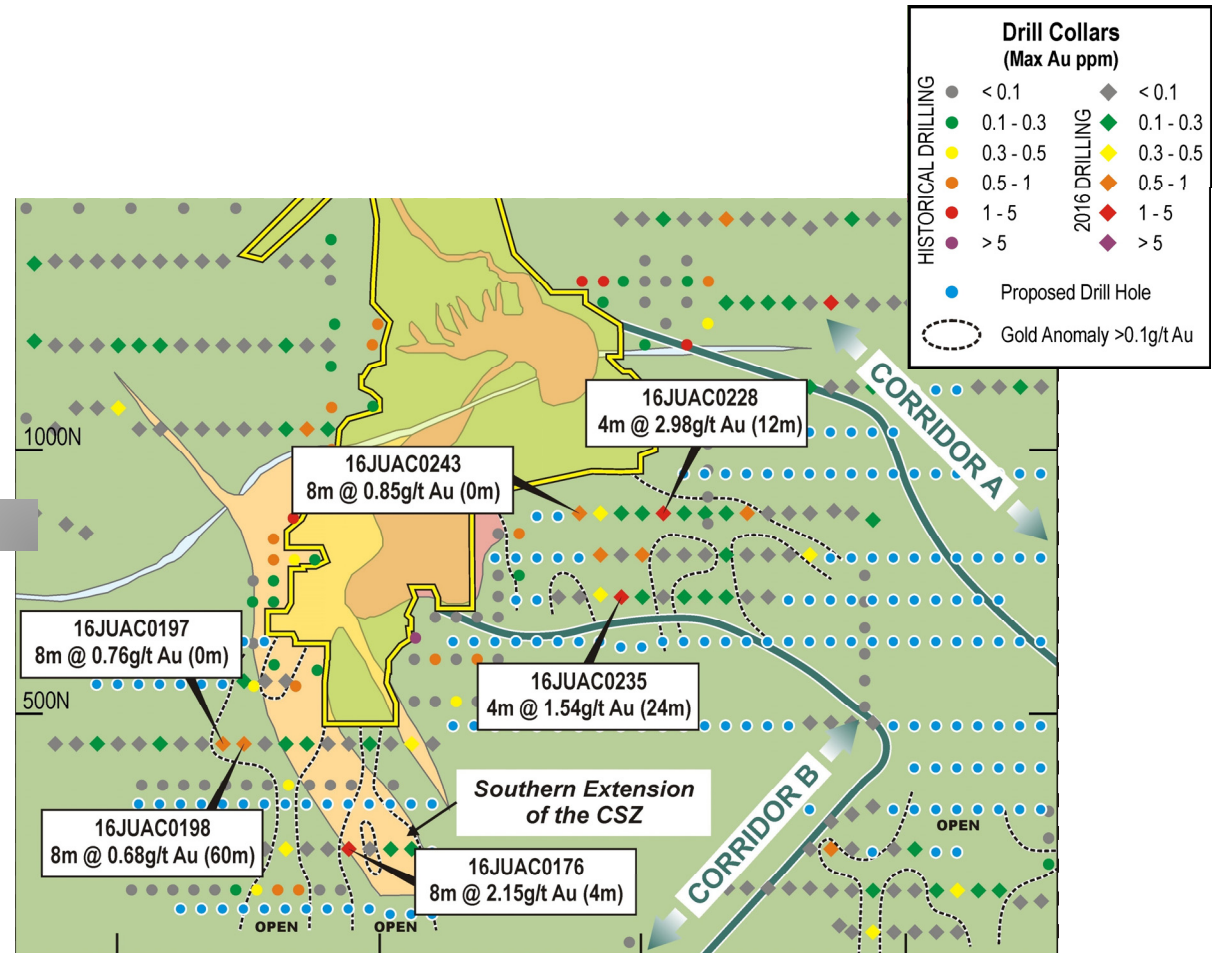 Drill Collars
(Max Au ppm)
HISTORICAL DRILLING
< 0.1
0.1 - 0.3
0.3 - 0.5
0.5 - 1
1 - 5
> 5
2016 DRILLING
< 0.1
0.1 - 0.3
0.3 - 0.5
0.5 - 1
1 - 5
> 5
Proposed Drill Hole
Gold Anomaly >0.1g/t Au
CORRIDOR A
16JUAC0228
4m @ 2.98g/t Au (12m)
1000N
16JUAC0243
8m @ 0.85g/t Au (0m)
16JUAC0197
8m @ 0.76g/t Au (0m)
16JUAC0235
4m @ 1.54g/t Au (24m)
500N
CORRIDOR B
Southern Extension
of the CSZ
16JUAC0198
8m @ 0.68g/t Au (60m)
16JUAC0176
8m @ 2.15g/t Au (4m)
OPEN
OPEN
OPEN